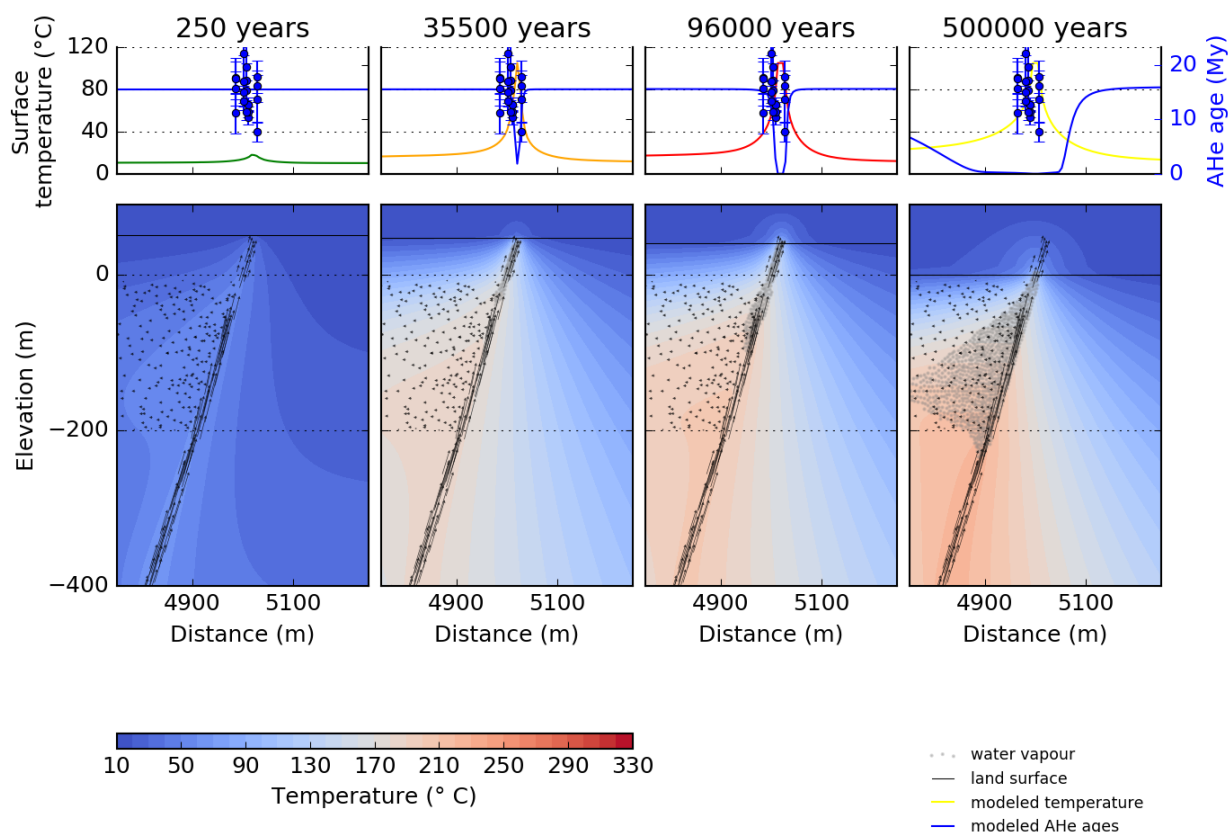 250 years
35500 years
96000 years
500000 years
Surface
temperature (°C)
120
80
40
0
20
15
10
5
0
AHe age (My)
Elevation (m)
0
−200
−400
4900 5100
4900 5100
4900 5100
4900 5100
Distance (m)
Distance (m)
Distance (m)
Distance (m)
10 50 90 130 170 210 250 290 330
Temperature (° C)
water vapour
land surface
modeled temperature
modeled AHe ages